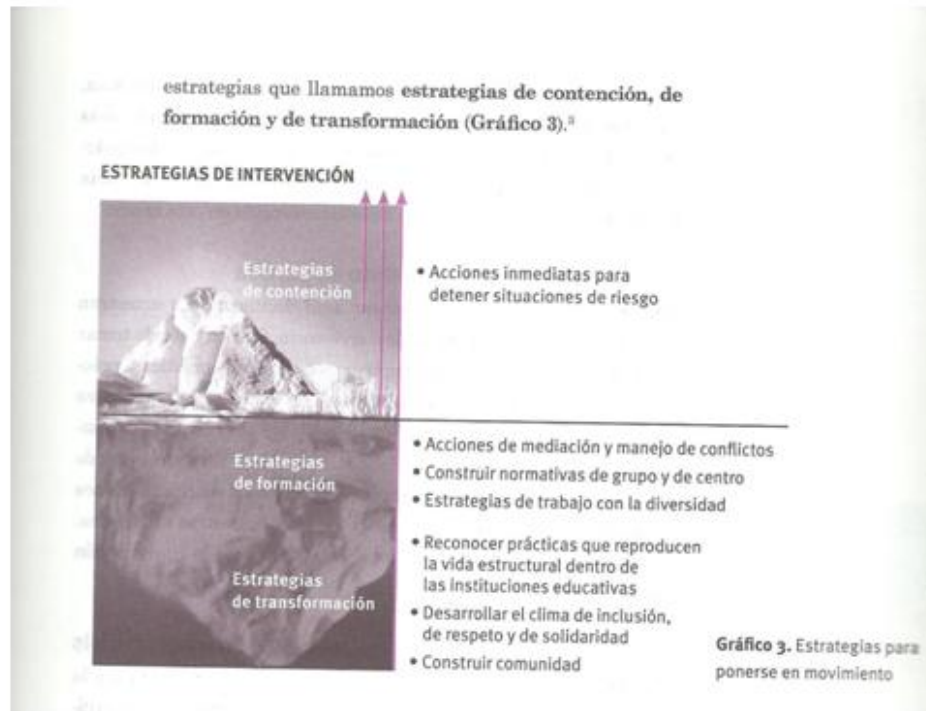 estrategias que llamamos estrategias de contención, de
formación y de transformación (Gráfico 3).³
ESTRATEGIAS DE INTERVENCIÓN
Estrategias
de contención
• Acciones inmediatas para
detener situaciones de riesgo
Estrategias
de formación
• Acciones de mediación y manejo de conflictos
• Construir normativas de grupo y de centro
• Estrategias de trabajo con la diversidad
Estrategias
de transformación
• Reconocer prácticas que reproducen
la vida estructural dentro de
las instituciones educativas
• Desarrollar el clima de inclusión,
de respeto y de solidaridad
• Construir comunidad
Gráfico 3. Estrategias para
ponerse en movimiento